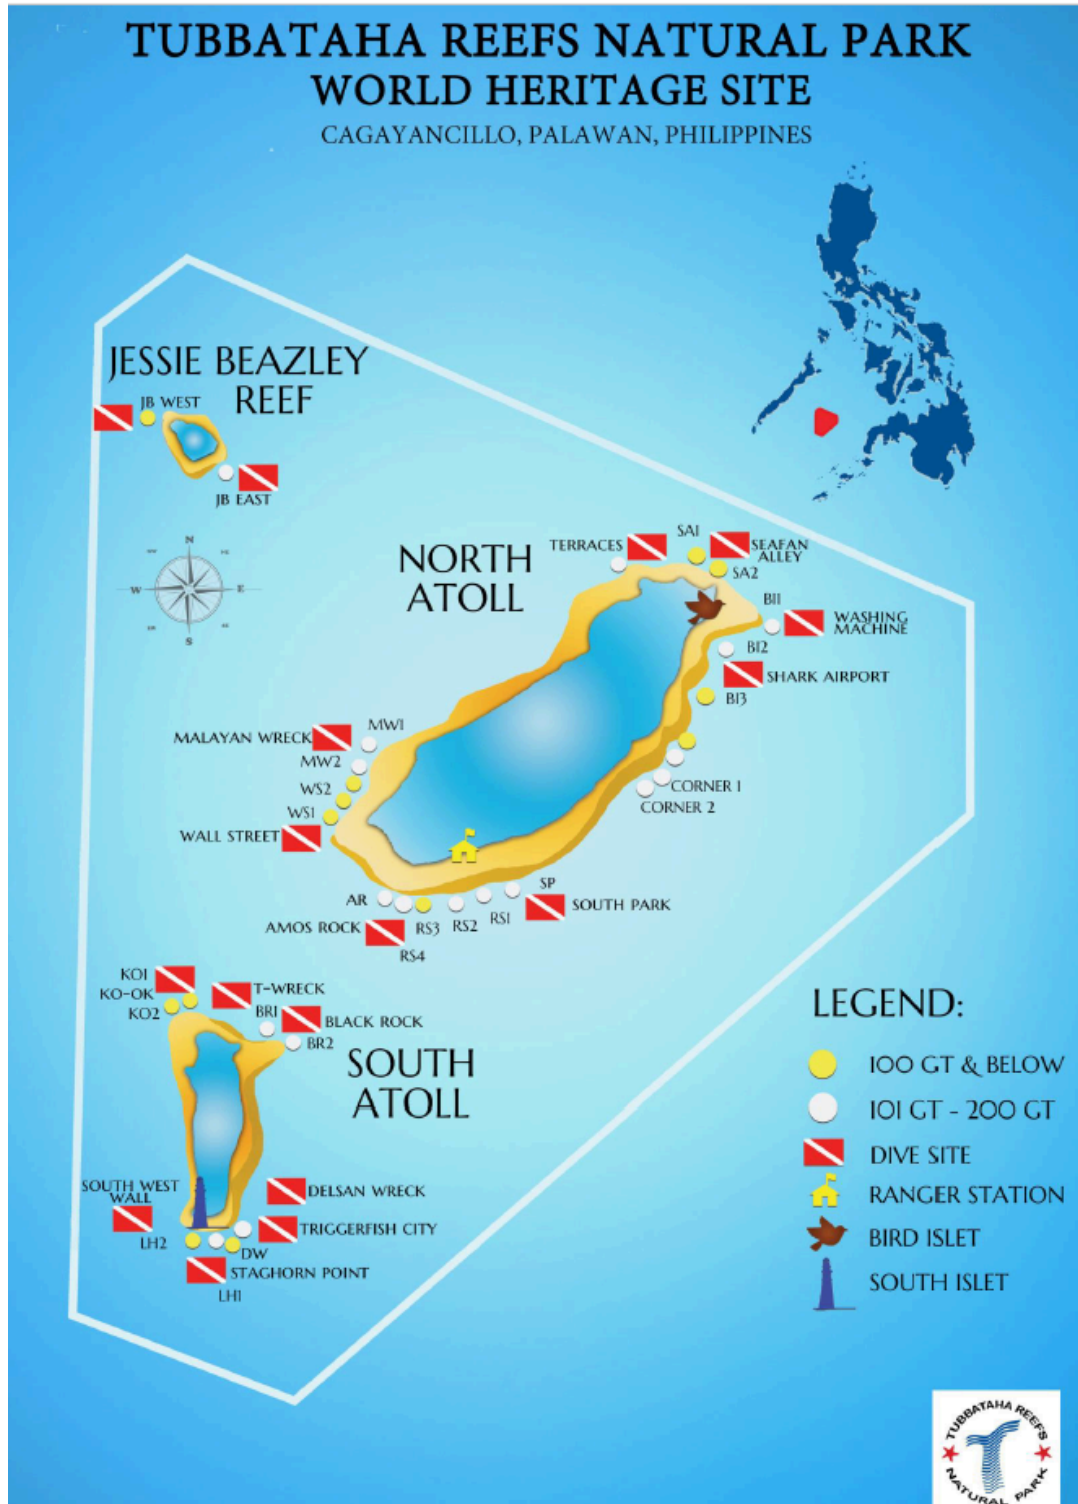 TUBBATAHA REEFS NATURAL PARK
WORLD HERITAGE SITE
CAGAYANCILLO, PALAWAN, PHILIPPINES
JESSIE BEAZLEY
REEF
JB WEST
JB EAST
N
W
E
S
NORTH
ATOLL
TERRACES
SA1
SEAFAN
ALLEY
SA2
BI1
WASHING
MACHINE
BI2
SHARK AIRPORT
BI3
MW1
MALAYAN WRECK
MW2
WS2
WS1
WALL STREET
CORNER 1
CORNER 2
AR
AMOS ROCK
RS4
RS3
RS2
RS1
SP
SOUTH PARK
KO1
KO-OK
KO2
T-WRECK
BR1
BLACK ROCK
BR2
SOUTH
ATOLL
SOUTH WEST
WALL
LH2
DELSAN WRECK
TRIGGERFISH CITY
DW
STAGHORN POINT
LH1
LEGEND:
100 GT & BELOW
101 GT - 200 GT
DIVE SITE
RANGER STATION
BIRD ISLET
SOUTH ISLET
TUBBATAHA REEFS
NATURAL PARK